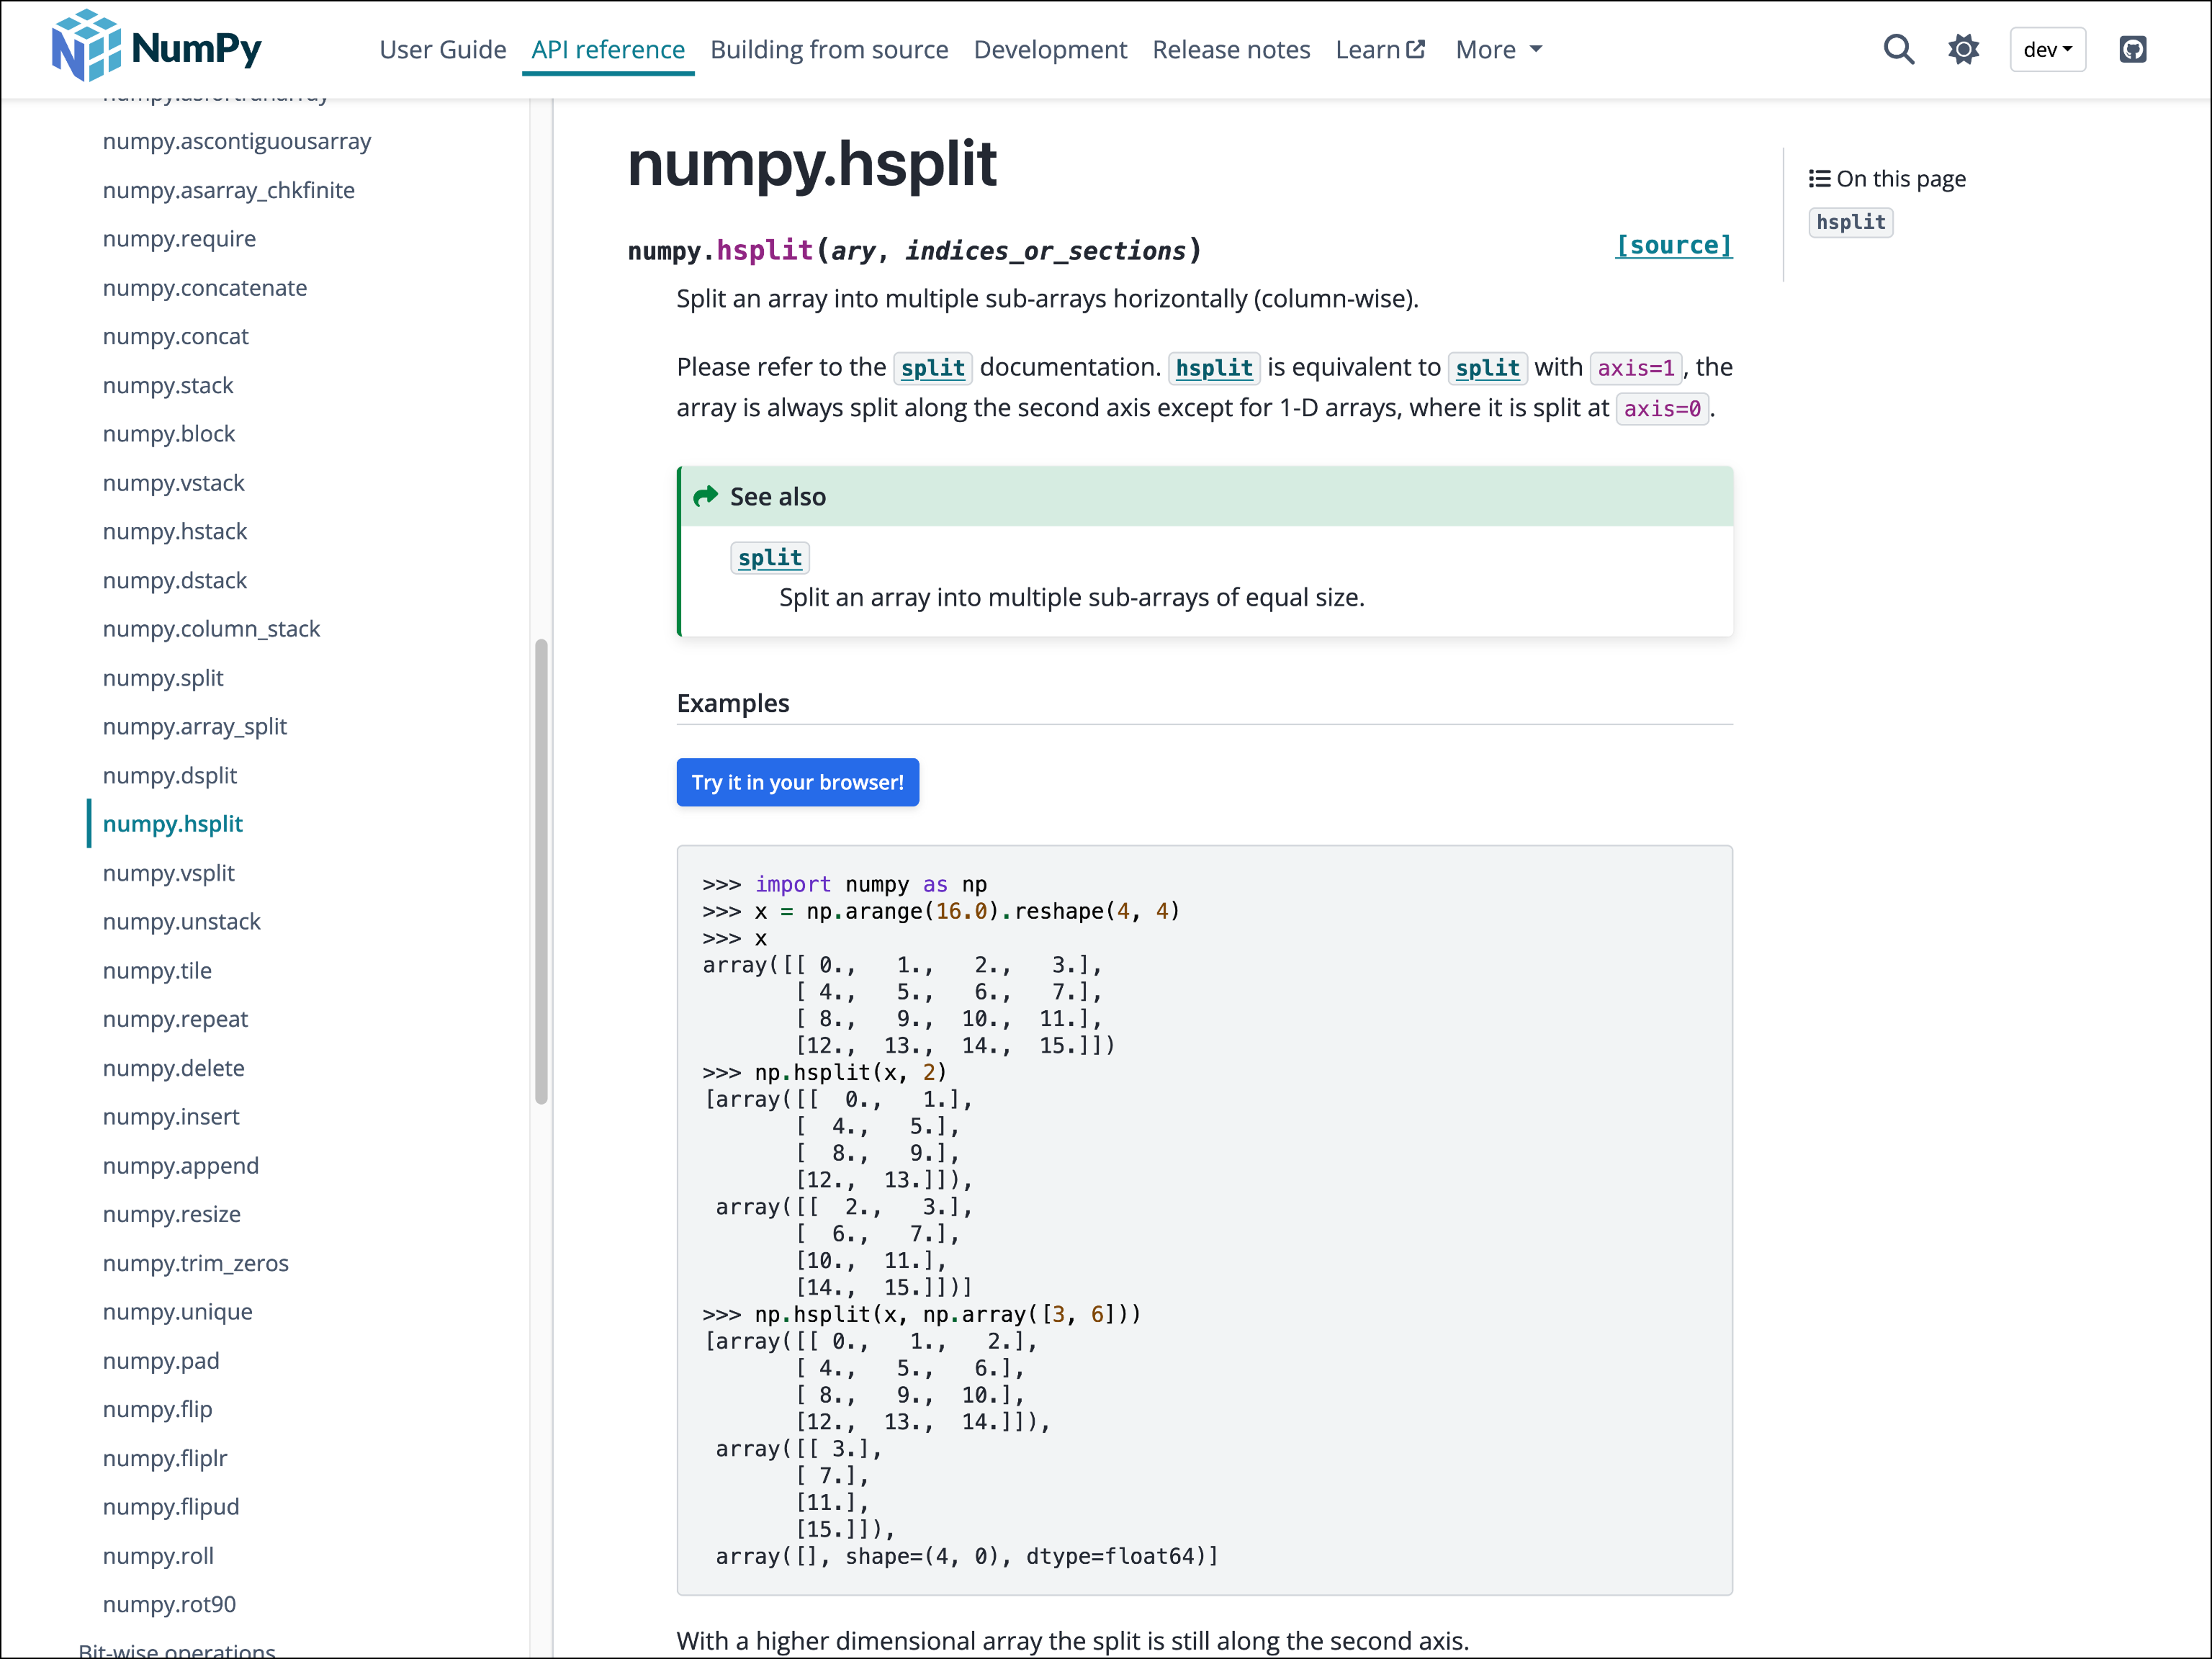 NumPy
User Guide API reference Building from source Development Release notes Learn More dev
numpy.asfortranarray
numpy.ascontiguousarray
numpy.asarray_chkfinite
numpy.require
numpy.concatenate
numpy.concat
numpy.stack
numpy.block
numpy.vstack
numpy.hstack
numpy.dstack
numpy.column_stack
numpy.split
numpy.array_split
numpy.dsplit
numpy.hsplit
numpy.vsplit
numpy.unstack
numpy.tile
numpy.repeat
numpy.delete
numpy.insert
numpy.append
numpy.resize
numpy.trim_zeros
numpy.unique
numpy.pad
numpy.flip
numpy.fliplr
numpy.flipud
numpy.roll
numpy.rot90
Bit-wise operations
numpy.hsplit
numpy.hsplit(ary, indices_or_sections) [source]
Split an array into multiple sub-arrays horizontally (column-wise).
Please refer to the split documentation. hsplit is equivalent to split with axis=1, the
array is always split along the second axis except for 1-D arrays, where it is split at axis=0.
See also
split
Split an array into multiple sub-arrays of equal size.
Examples
Try it in your browser!
>>> import numpy as np
>>> x = np.arange(16.0).reshape(4, 4)
>>> x
array([[ 0.,   1.,   2.,   3.],
       [ 4.,   5.,   6.,   7.],
       [ 8.,   9.,  10.,  11.],
       [12.,  13.,  14.,  15.]])
>>> np.hsplit(x, 2)
[array([[  0.,   1.],
       [  4.,   5.],
       [  8.,   9.],
       [12.,  13.]]),
 array([[  2.,   3.],
       [  6.,   7.],
       [10.,  11.],
       [14.,  15.]])]
>>> np.hsplit(x, np.array([3, 6]))
[array([[ 0.,   1.,   2.],
       [ 4.,   5.,   6.],
       [ 8.,   9.,  10.],
       [12.,  13.,  14.]]),
 array([[ 3.],
       [ 7.],
       [11.],
       [15.]]),
 array([], shape=(4, 0), dtype=float64)]
With a higher dimensional array the split is still along the second axis.
On this page
hsplit